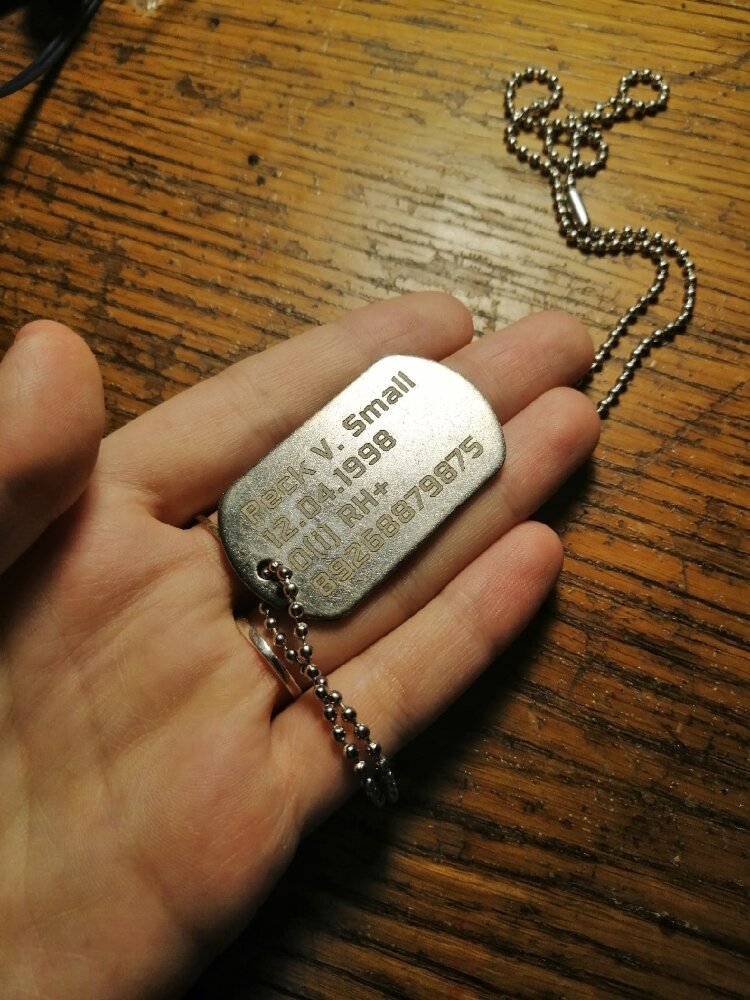 Peck V. Small
12.04.1998
0(I) RH+
89268879875